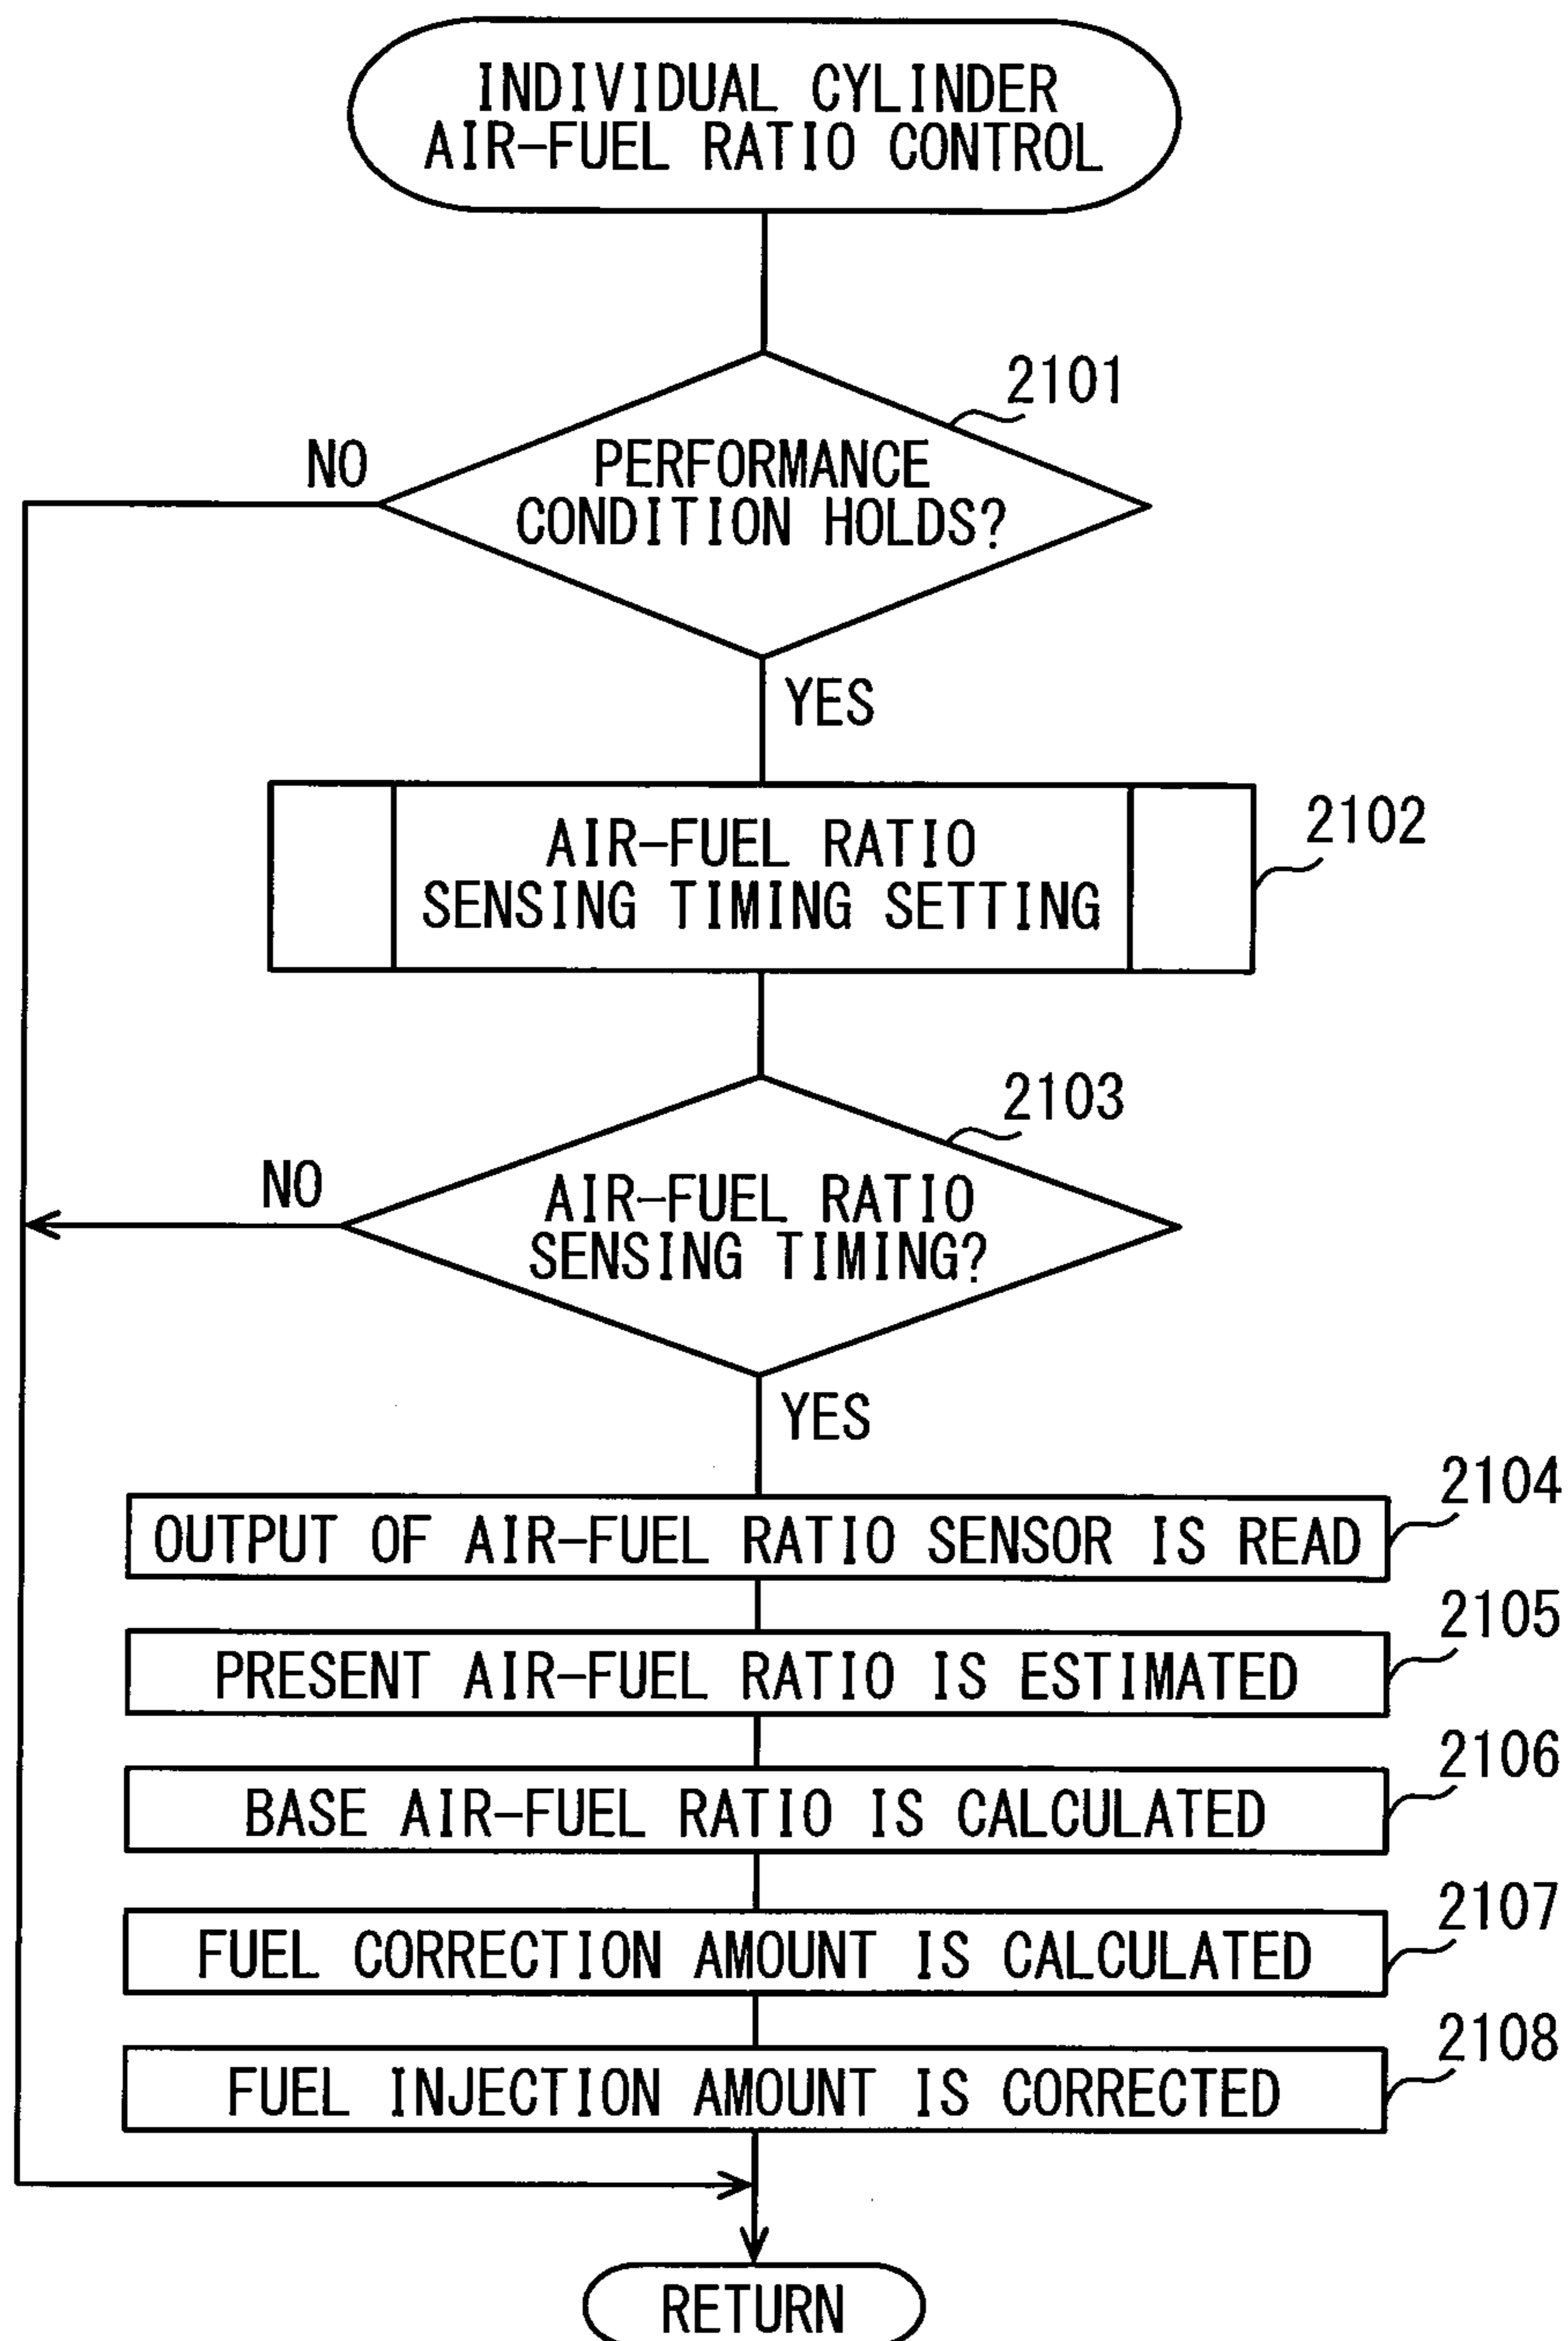 INDIVIDUAL CYLINDER
AIR-FUEL RATIO CONTROL
2101
NO
PERFORMANCE
CONDITION HOLDS?
YES
AIR-FUEL RATIO
SENSING TIMING SETTING
2102
2103
NO
AIR-FUEL RATIO
SENSING TIMING?
YES
2104
OUTPUT OF AIR-FUEL RATIO SENSOR IS READ
2105
PRESENT AIR-FUEL RATIO IS ESTIMATED
2106
BASE AIR-FUEL RATIO IS CALCULATED
2107
FUEL CORRECTION AMOUNT IS CALCULATED
2108
FUEL INJECTION AMOUNT IS CORRECTED
RETURN